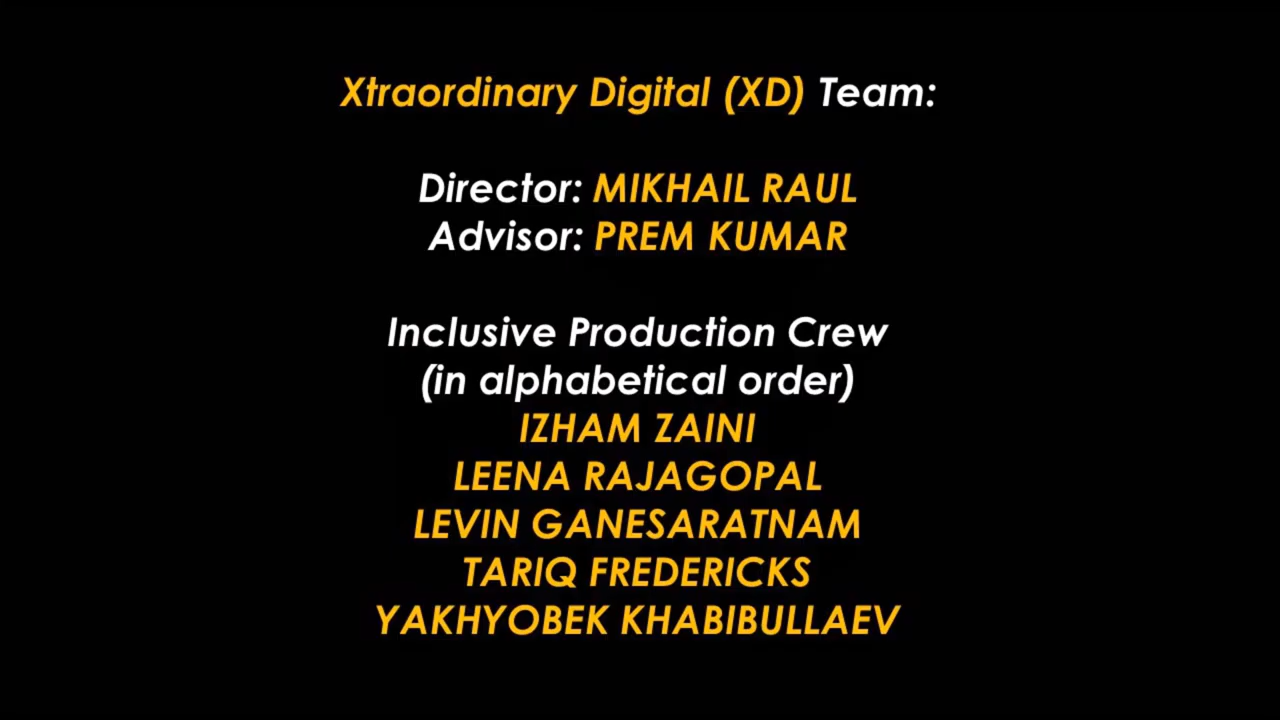 Xtraordinary Digital (XD) Team:
Director: MIKHAIL RAUL
Advisor: PREM KUMAR
Inclusive Production Crew
(in alphabetical order)
IZHAM ZAINI
LEENA RAJAGOPAL
LEVIN GANESARATNAM
TARIQ FREDERICKS
YAKHYOBEK KHABIBULLAEV